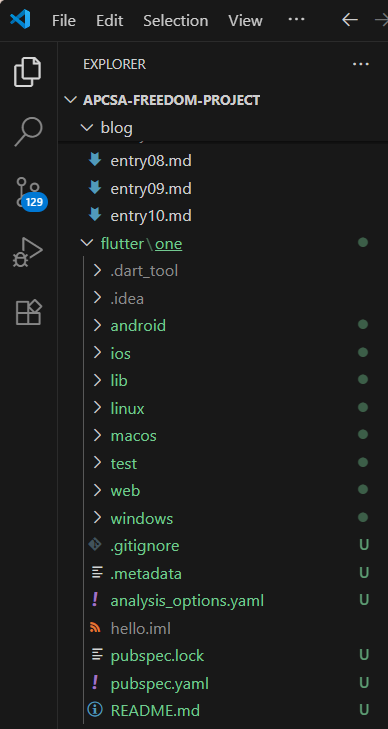 File Edit Selection View ···
EXPLORER ···
APCSA-FREEDOM-PROJECT
blog
entry08.md
entry09.md
entry10.md
129
flutter\one
.dart_tool
.idea
android
ios
lib
linux
macos
test
web
windows
.gitignore U
.metadata U
! analysis_options.yaml U
hello.iml
pubspec.lock U
! pubspec.yaml U
README.md U